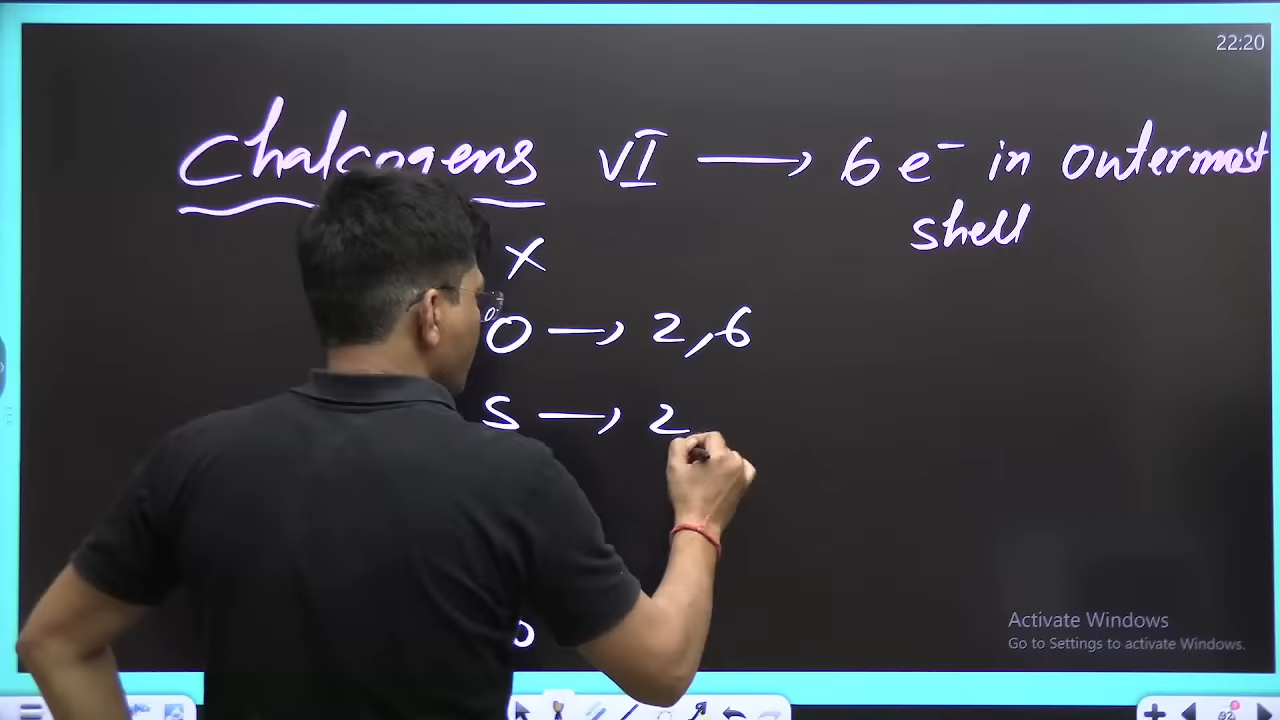 22:20
Chalcogens VI → 6 e⁻ in outermost
shell
X
O → 2,6
S → 2
Activate Windows
Go to Settings to activate Windows.